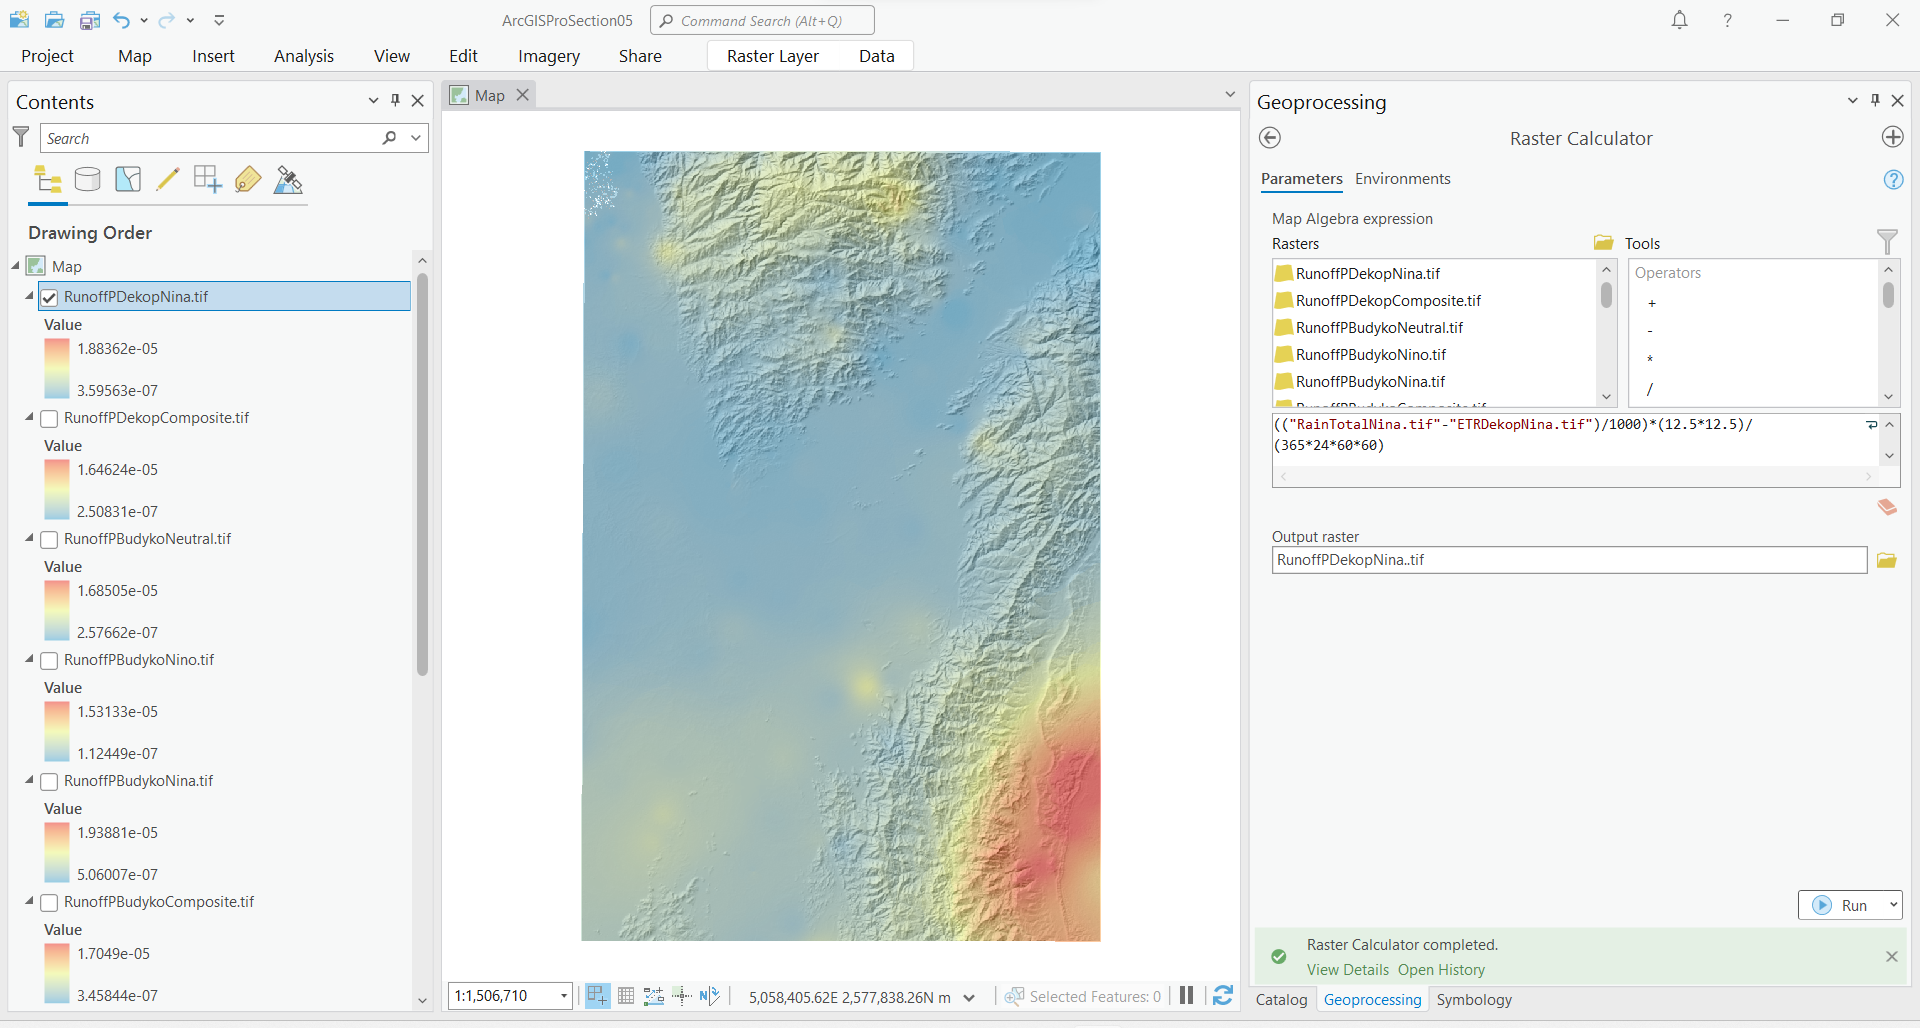 ArcGISProSection05
Command Search (Alt+Q)
?
Project
Map
Insert
Analysis
View
Edit
Imagery
Share
Raster Layer
Data
Contents
Search
Drawing Order
Map
RunoffPDekopNina.tif
Value
1.88362e-05
3.59563e-07
RunoffPDekopComposite.tif
Value
1.64624e-05
2.50831e-07
RunoffPBudykoNeutral.tif
Value
1.68505e-05
2.57662e-07
RunoffPBudykoNino.tif
Value
1.53133e-05
1.12449e-07
RunoffPBudykoNina.tif
Value
1.93881e-05
5.06007e-07
RunoffPBudykoComposite.tif
Value
1.7049e-05
3.45844e-07
Map
1:1,506,710
5,058,405.62E 2,577,838.26N m
Selected Features: 0
Geoprocessing
Raster Calculator
Parameters
Environments
?
Map Algebra expression
Rasters
Tools
RunoffPDekopNina.tif
RunoffPDekopComposite.tif
RunoffPBudykoNeutral.tif
RunoffPBudykoNino.tif
RunoffPBudykoNina.tif
RunoffPBudykoComposite.tif
Operators
+
-
*
/
(("RainTotalNina.tif"-"ETRDekopNina.tif")/1000)*(12.5*12.5)/
(365*24*60*60)
Output raster
RunoffPDekopNina..tif
Run
Raster Calculator completed.
View Details Open History
Catalog
Geoprocessing
Symbology